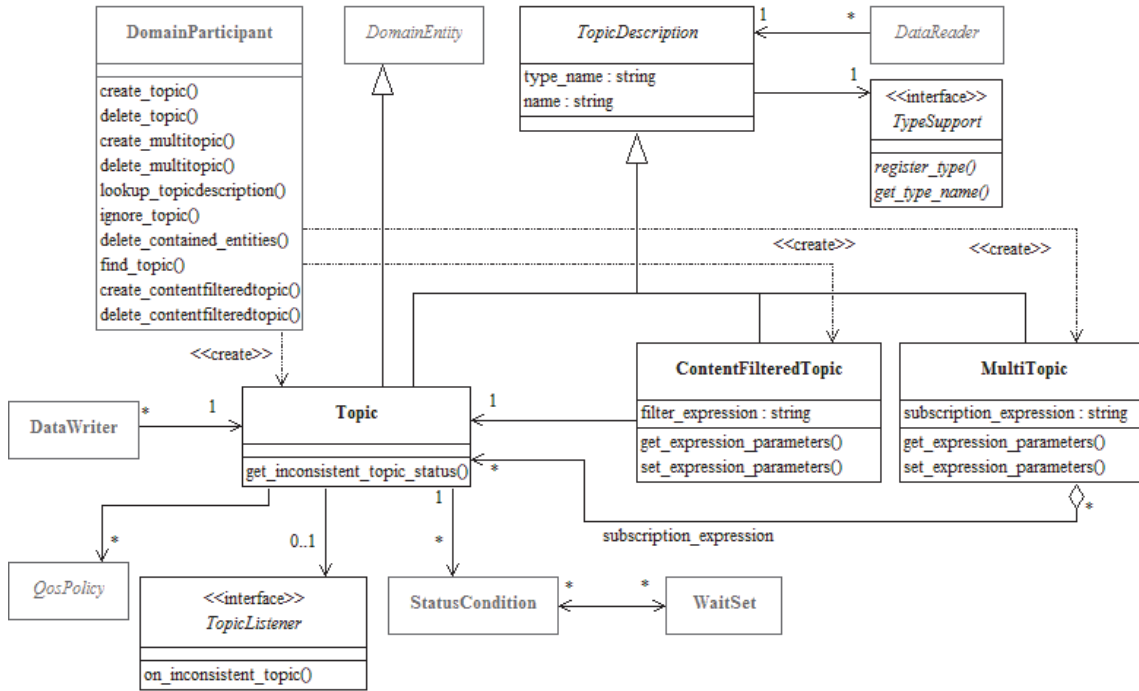 DomainParticipant
create_topic()
delete_topic()
create_multitopic()
delete_multitopic()
lookup_topicdescription()
ignore_topic()
delete_contained_entities()
find_topic()
create_contentfilteredtopic()
delete_contentfilteredtopic()
DomainEntity
TopicDescription
type_name : string
name : string
1
*
DataReader
1
<<interface>>
TypeSupport
register_type()
get_type_name()
<<create>>
<<create>>
<<create>>
ContentFilteredTopic
filter_expression : string
get_expression_parameters()
set_expression_parameters()
MultiTopic
subscription_expression : string
get_expression_parameters()
set_expression_parameters()
DataWriter
*
1
Topic
get_inconsistent_topic_status()
1
*
*
subscription_expression
*
QosPolicy
0..1
<<interface>>
TopicListener
on_inconsistent_topic()
1
*
StatusCondition
*
*
WaitSet